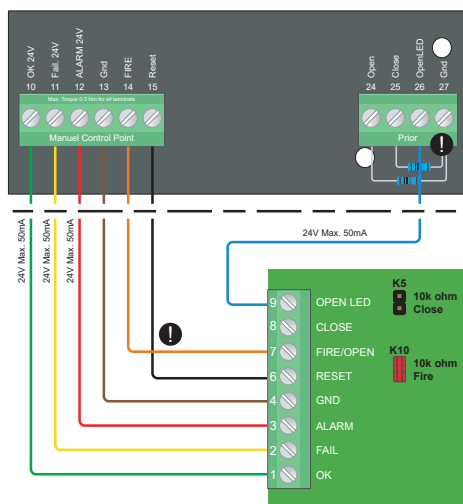 OK 24V
Fail. 24V
ALARM 24V
Gnd
FIRE
Reset
10 11 12 13 14 15
Max. Torque 0.5 Nm for all terminals
Manuel Control Point
Open
Close
OpenLED
Gnd
24 25 26 27
Prior
!
24V Max. 50mA
24V Max. 50mA
24V Max. 50mA
24V Max. 50mA
!
9 OPEN LED
8 CLOSE
7 FIRE/OPEN
6 RESET
4 GND
3 ALARM
2 FAIL
1 OK
K5
10k ohm
Close
K10
10k ohm
Fire